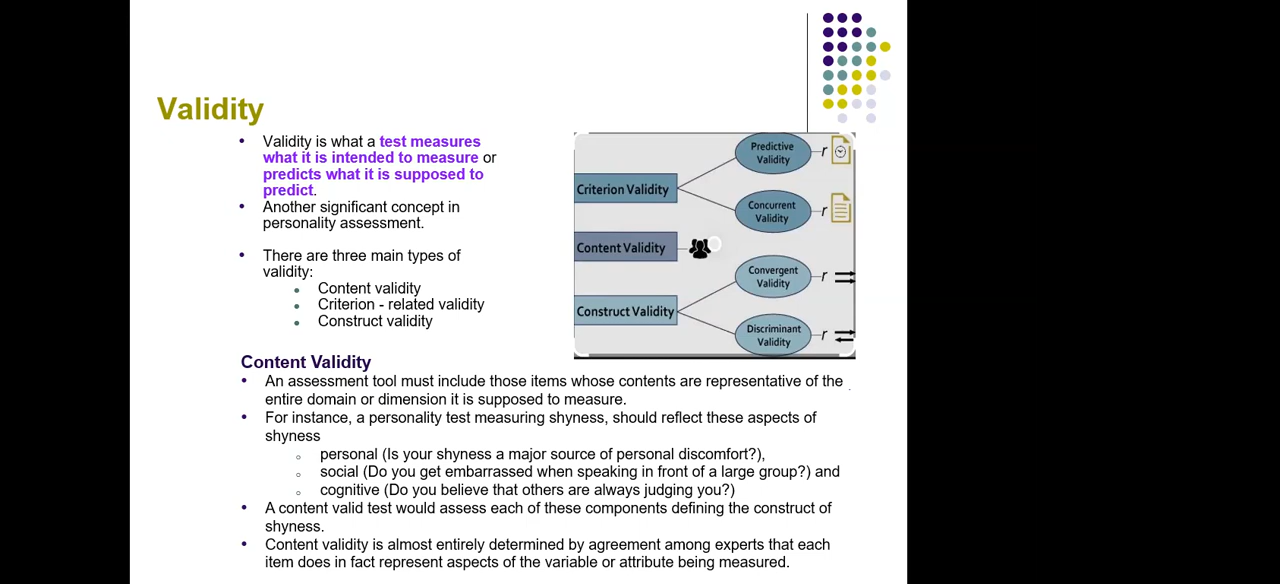 Validity
• Validity is what a test measures
what it is intended to measure or
predicts what it is supposed to
predict.
• Another significant concept in
personality assessment.
• There are three main types of
validity:
• Content validity
• Criterion - related validity
• Construct validity
Predictive
Validity
r
Criterion Validity
Concurrent
Validity
r
Content Validity
Convergent
Validity
r
Construct Validity
Discriminant
Validity
r
Content Validity
• An assessment tool must include those items whose contents are representative of the
entire domain or dimension it is supposed to measure.
• For instance, a personality test measuring shyness, should reflect these aspects of
shyness
○ personal (Is your shyness a major source of personal discomfort?),
○ social (Do you get embarrassed when speaking in front of a large group?) and
○ cognitive (Do you believe that others are always judging you?)
• A content valid test would assess each of these components defining the construct of
shyness.
• Content validity is almost entirely determined by agreement among experts that each
item does in fact represent aspects of the variable or attribute being measured.